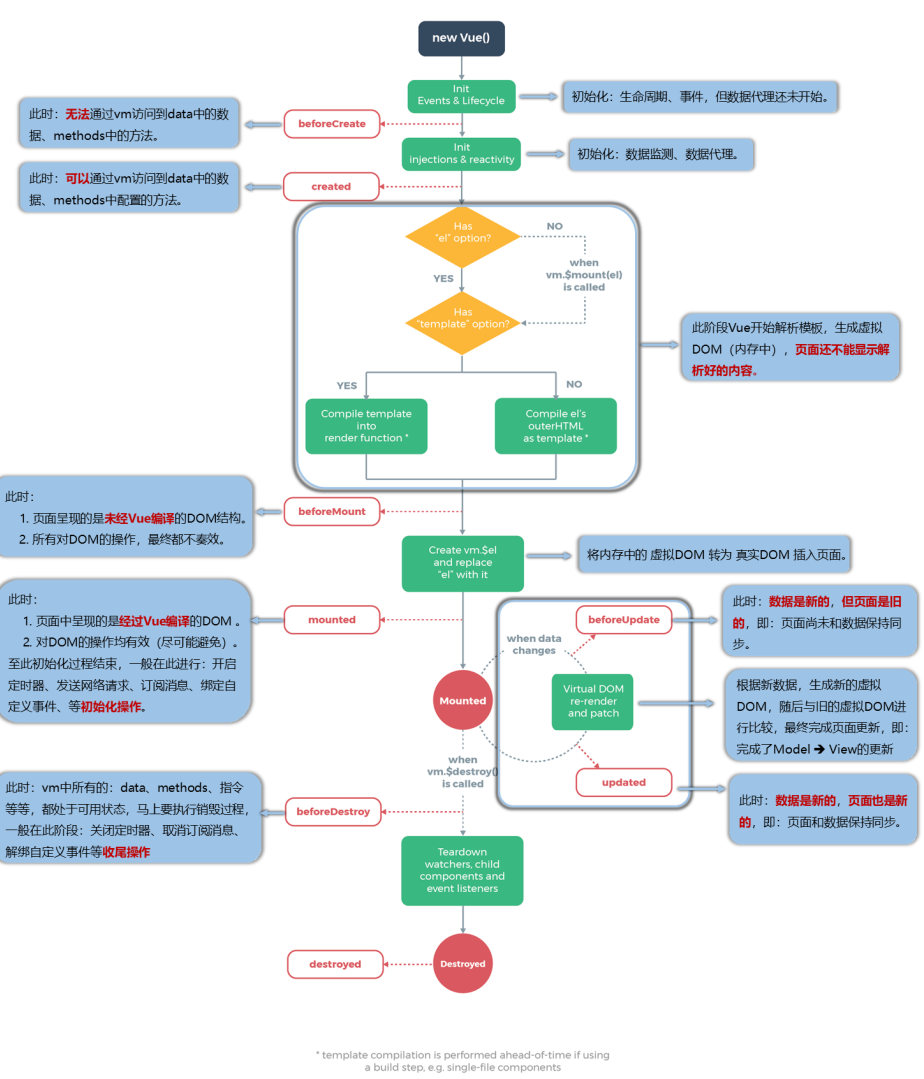 new Vue()
Init
Events & Lifecycle
初始化：生命周期、事件，但数据代理还未开始。
此时：无法通过vm访问到data中的数
据、methods中的方法。
beforeCreate
Init
injections & reactivity
初始化：数据监测、数据代理。
此时：可以通过vm访问到data中的数
据、methods中配置的方法。
created
Has
"el" option?
NO
when
vm.$mount(el)
is called
YES
Has
"template" option?
此阶段Vue开始解析模板，生成虚拟
DOM（内存中），页面还不能显示解
析好的内容。
YES
NO
Compile template
into
render function *
Compile el's
outerHTML
as template *
此时：
1. 页面呈现的是未经Vue编译的DOM结构。
2. 所有对DOM的操作，最终都不奏效。
beforeMount
Create vm.$el
and replace
"el" with it
将内存中的 虚拟DOM 转为 真实DOM 插入页面。
此时：
1. 页面中呈现的是经过Vue编译的DOM 。
2. 对DOM的操作均有效（尽可能避免）。
至此初始化过程结束，一般在此进行：开启
定时器、发送网络请求、订阅消息、绑定自
定义事件、等初始化操作。
mounted
Mounted
when data
changes
beforeUpdate
此时：数据是新的，但页面是旧
的，即：页面尚未和数据保持同
步。
Virtual DOM
re-render
and patch
根据新数据，生成新的虚拟
DOM，随后与旧的虚拟DOM进
行比较，最终完成页面更新，即：
完成了Model ➔ View的更新
updated
此时：数据是新的，页面也是新
的，即：页面和数据保持同步。
when
vm.$destroy()
is called
此时：vm中所有的：data、methods、指令
等等，都处于可用状态，马上要执行销毁过程，
一般在此阶段：关闭定时器、取消订阅消息、
解绑自定义事件等收尾操作
beforeDestroy
Teardown
watchers, child
components and
event listeners
destroyed
Destroyed
* template compilation is performed ahead-of-time if using
a build step, e.g. single-file components